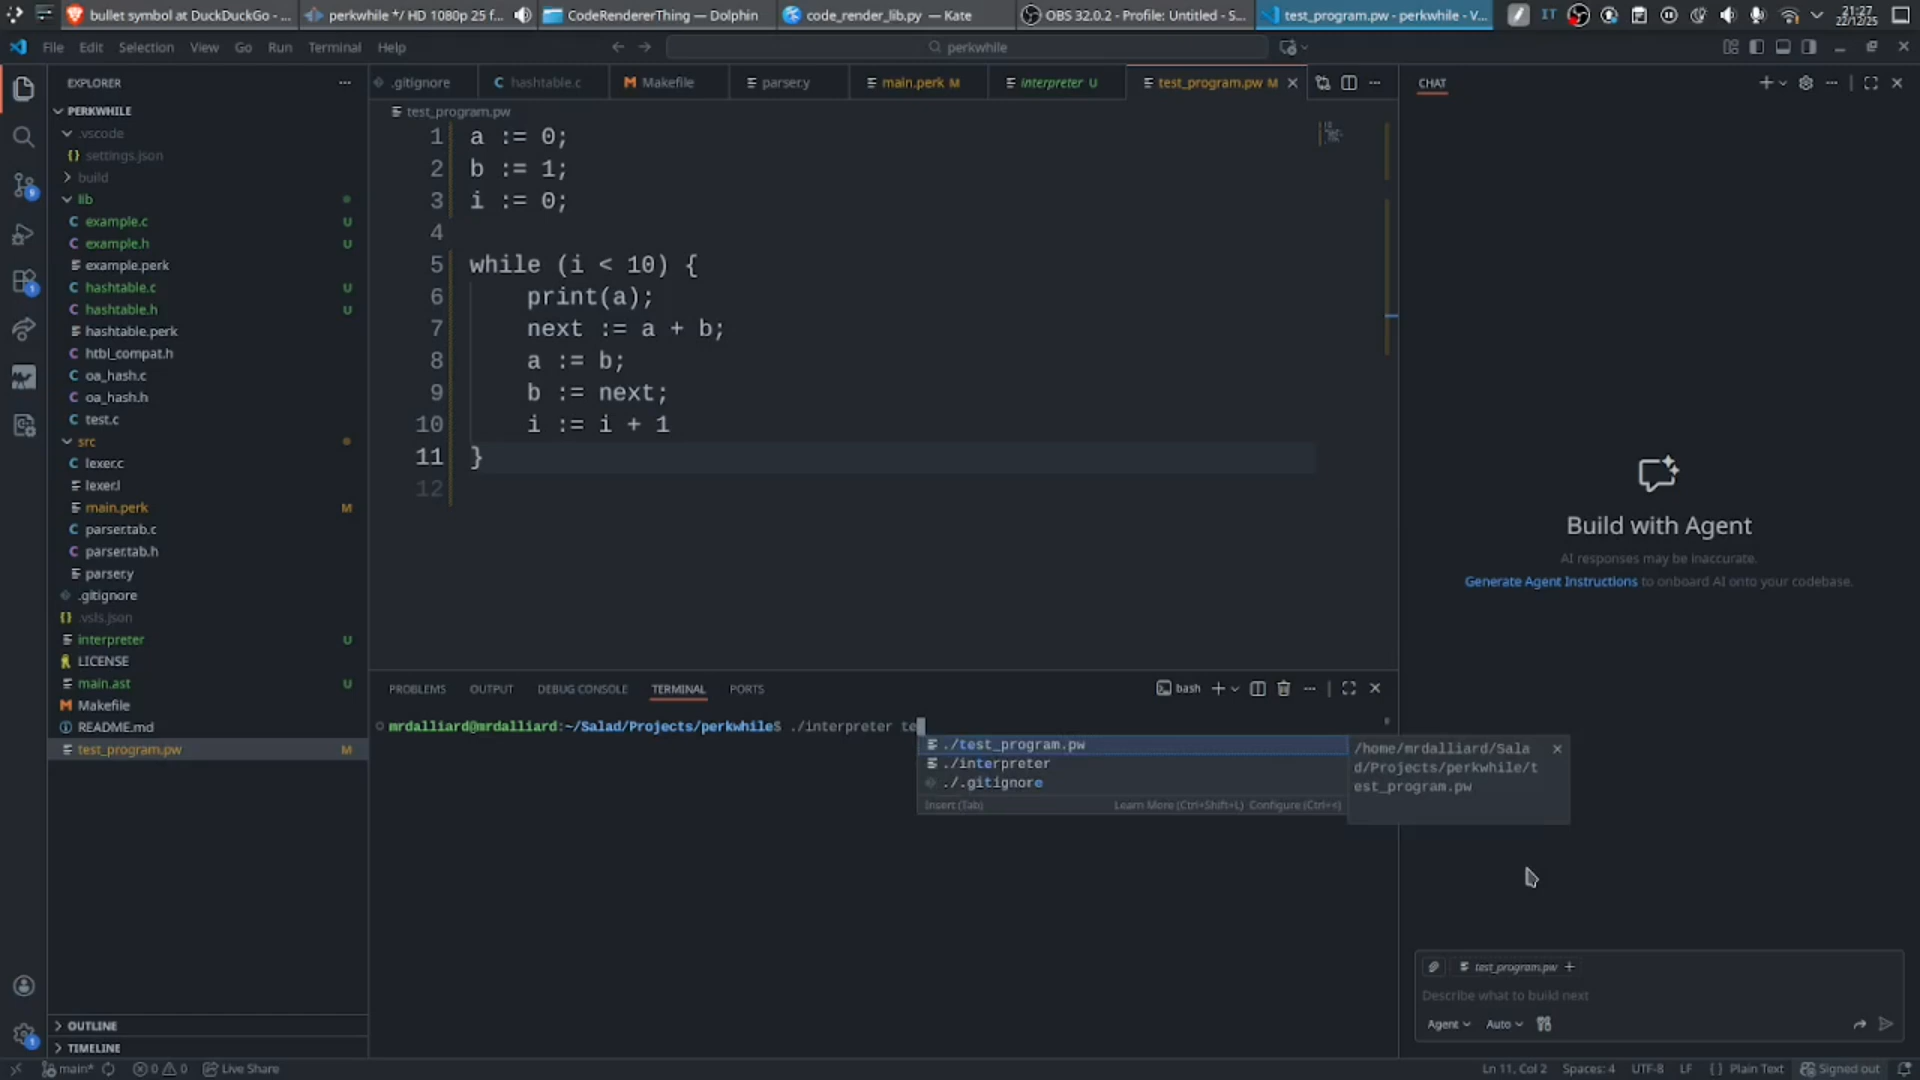 bullet symbol at DuckDuckGo - ...
perkwhile */ HD 1080p 25 f...
CodeRendererThing — Dolphin
code_render_lib.py — Kate
OBS 32.0.2 - Profile: Untitled - S...
test_program.pw - perkwhile - V...
IT
21:27
22/12/25
File Edit Selection View Go Run Terminal Help
perkwhile
EXPLORER
.gitignore
hashtable.c
Makefile
parser.y
main.perk M
interpreter U
test_program.pw M
CHAT
PERKWHILE
.vscode
settings.json
build
lib
example.c U
example.h U
example.perk
hashtable.c U
hashtable.h U
hashtable.perk
htbl_compat.h
oa_hash.c
oa_hash.h
test.c
src
lexer.c
lexer.l
main.perk M
parser.tab.c
parser.tab.h
parser.y
.gitignore
.vsls.json
interpreter U
LICENSE
main.ast U
Makefile
README.md
test_program.pw M
OUTLINE
TIMELINE
test_program.pw
1 a := 0;
2 b := 1;
3 i := 0;
4
5 while (i < 10) {
6 print(a);
7 next := a + b;
8 a := b;
9 b := next;
10 i := i + 1
11 }
12
PROBLEMS OUTPUT DEBUG CONSOLE TERMINAL PORTS
bash
mrdalliard@mrdalliard:~/Salad/Projects/perkwhile$ ./interpreter te
./test_program.pw
./interpreter
./.gitignore
Insert (Tab)
Learn More (Ctrl+Shift+L) Configure (Ctrl+<)
/home/mrdalliard/Sala
d/Projects/perkwhile/t
est_program.pw
Build with Agent
AI responses may be inaccurate.
Generate Agent Instructions to onboard AI onto your codebase.
test_program.pw
Describe what to build next
Agent
Auto
main*
0 0
Live Share
Ln 11, Col 2
Spaces: 4
UTF-8
LF
{ } Plain Text
Signed out